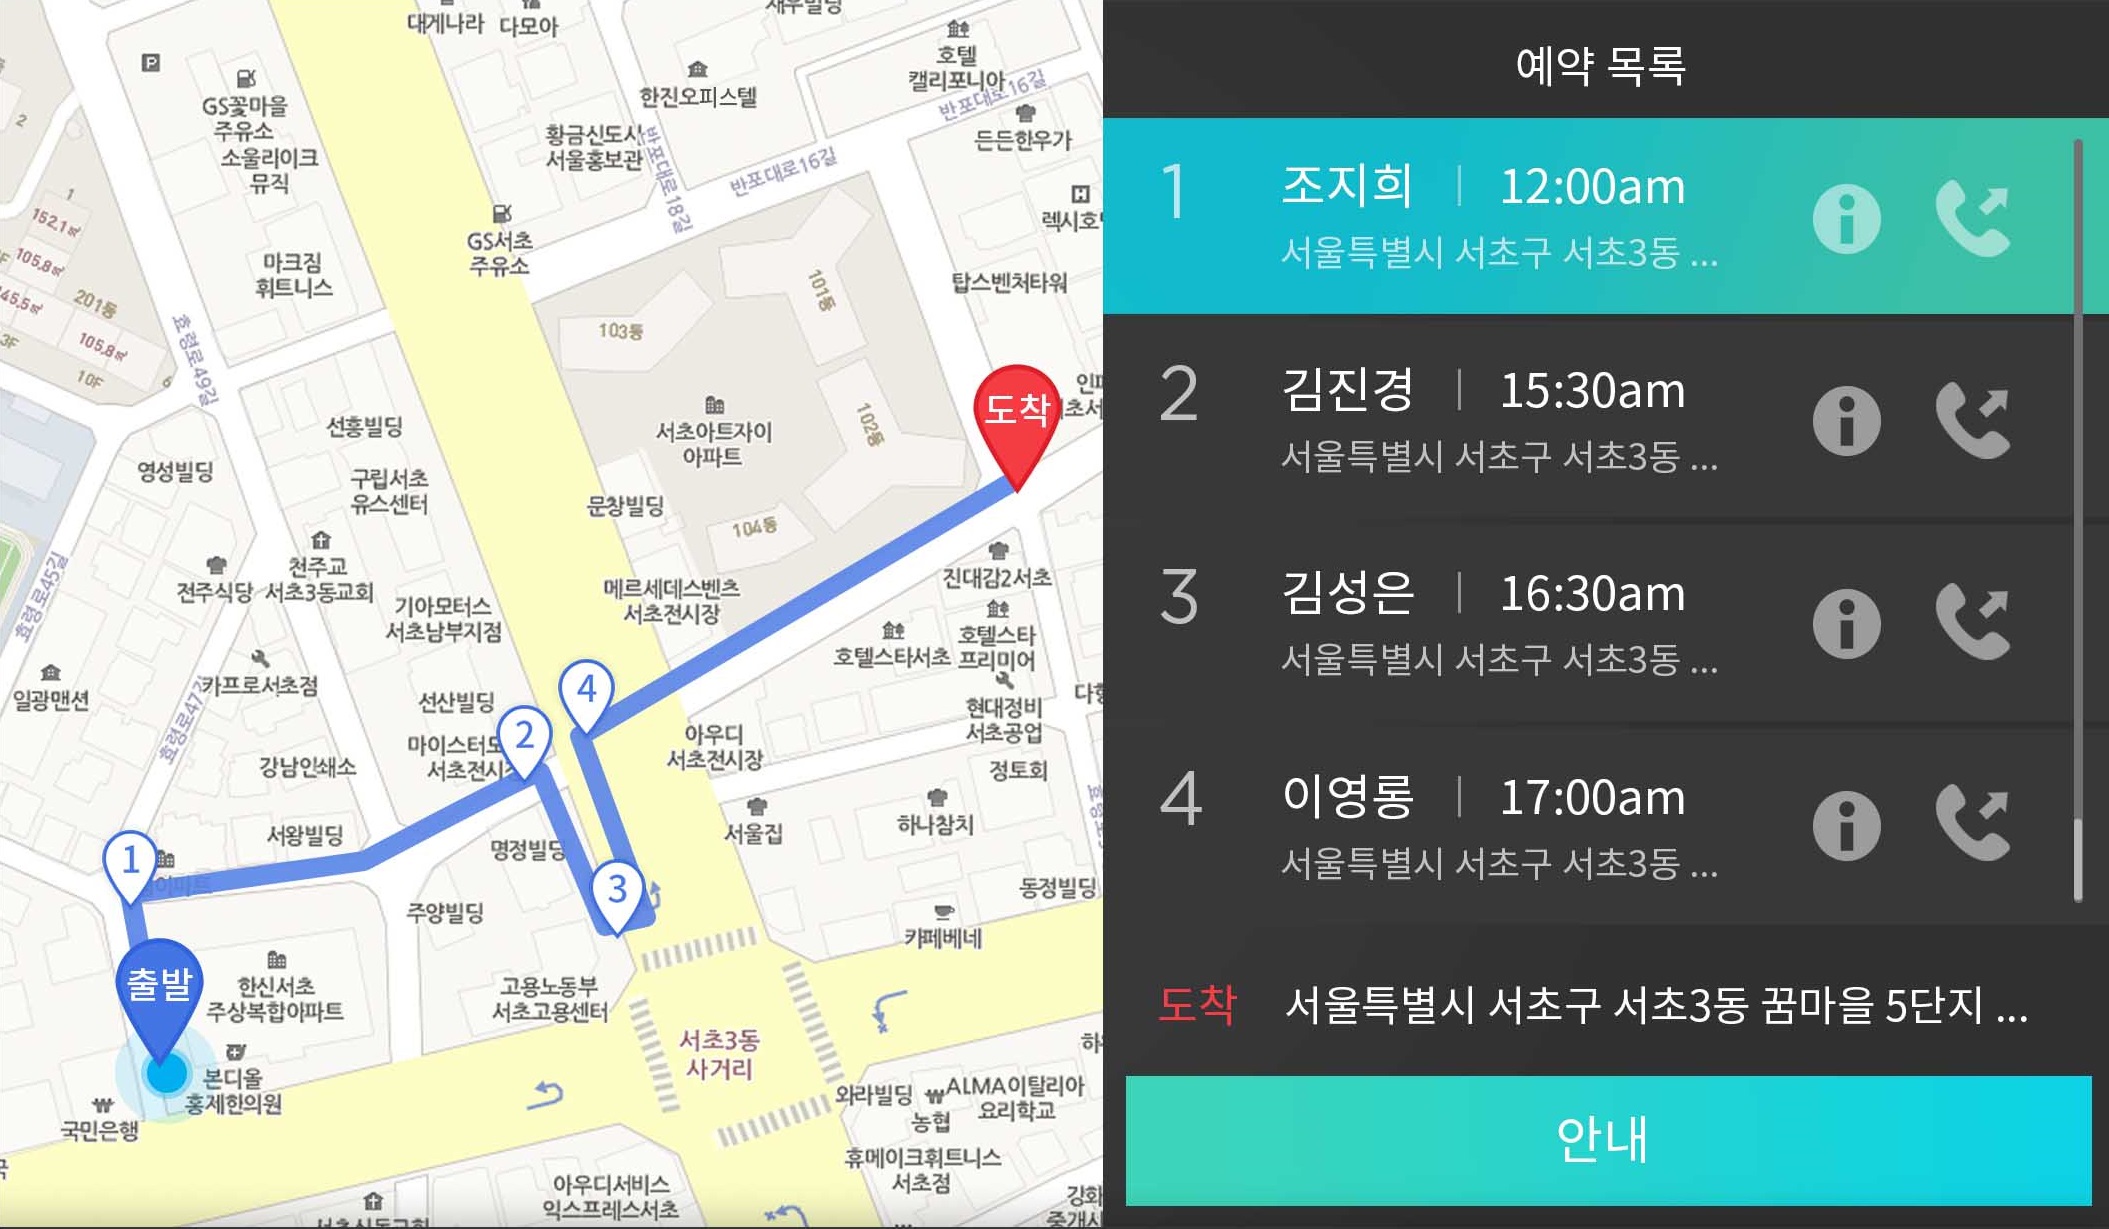 대게나라
다모아
P
호텔
캘리포니아
반포대로16길
GS꽃마을
주유소
소울리이크
뮤직
한진오피스텔
황금신도시
서울홍보관
반포대로18길
반포대로16길
든든한우가
2
1
152.1㎡
105.8㎡
201동
105.8㎡
10F
6
3F
GS서초
주유소
마크짐
휘트니스
효령로49길
탑스벤처타워
101동
103동
102동
104동
서초아트자이
아파트
도착
선홍빌딩
영성빌딩
구립서초
유스센터
문창빌딩
천주교
서초3동교회
전주식당
효령로45길
기아모터스
서초남부지점
메르세데스벤츠
서초전시장
진대감2서초
호텔스타서초
호텔스타
프리미어
일광맨션
카프로서초점
선산빌딩
4
2
현대정비
서초공업
아우디
서초전시장
정토회
강남인쇄소
서왕빌딩
명정빌딩
서울집
하나참치
1
3
동정빌딩
주양빌딩
카페베네
출발
한신서초
주상복합아파트
고용노동부
서초고용센터
서초3동
사거리
본디올
홍제한의원
국민은행
와라빌딩
농협
ALMA이탈리아
요리학교
휴메이크휘트니스
서초점
아우디서비스
익스프레스서초
예약 목록
1 조지희 | 12:00am
서울특별시 서초구 서초3동 ...
2 김진경 | 15:30am
서울특별시 서초구 서초3동 ...
3 김성은 | 16:30am
서울특별시 서초구 서초3동 ...
4 이영롱 | 17:00am
서울특별시 서초구 서초3동 ...
도착 서울특별시 서초구 서초3동 꿈마을 5단지 ...
안내